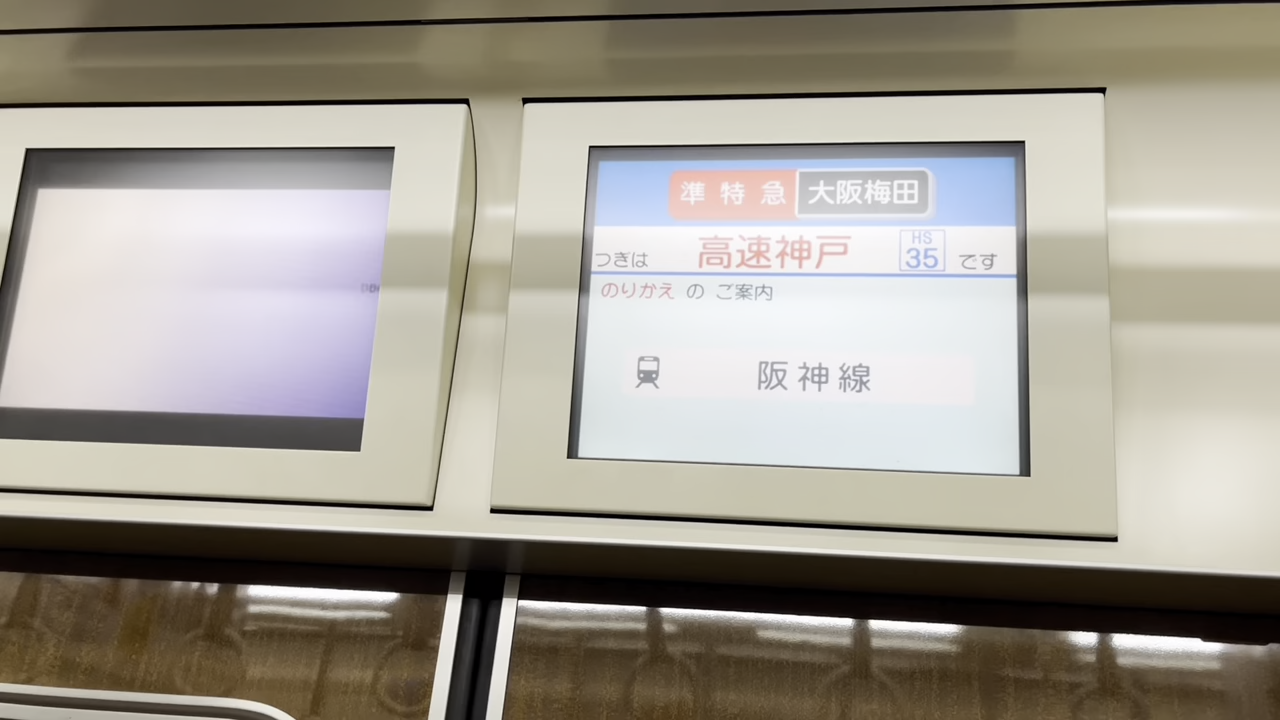 準特急 大阪梅田
つぎは 高速神戸 HS 35 です
のりかえ の ご案内
阪神線